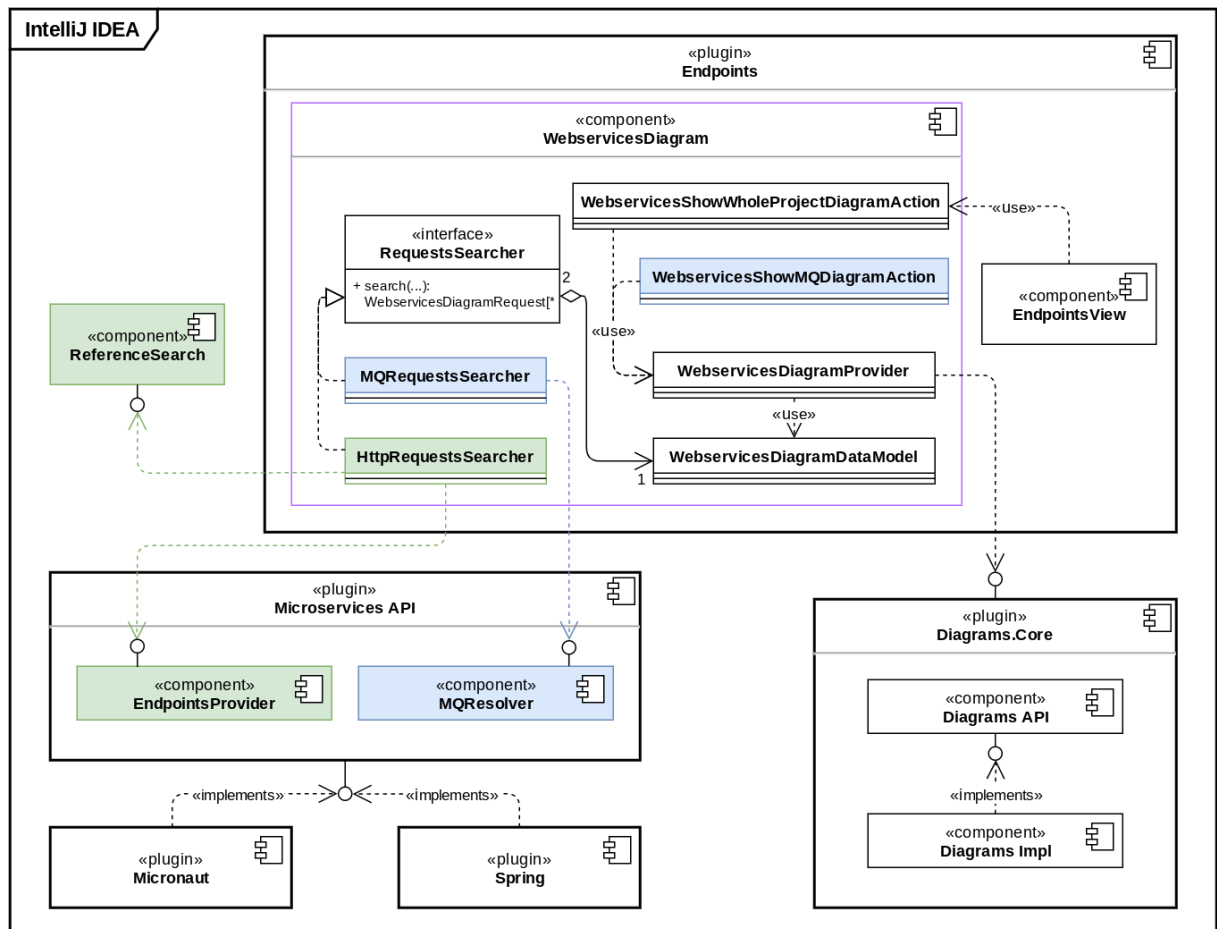 IntelliJ IDEA
«plugin»
Endpoints
«component»
WebservicesDiagram
WebservicesShowWholeProjectDiagramAction
«use»
«interface»
RequestsSearcher
+ search(...):
WebservicesDiagramRequest[*
2
WebservicesShowMQDiagramAction
«component»
EndpointsView
«use»
«component»
ReferenceSearch
MQRequestsSearcher
WebservicesDiagramProvider
«use»
HttpRequestsSearcher
WebservicesDiagramDataModel
1
«plugin»
Microservices API
«component»
EndpointsProvider
«component»
MQResolver
«plugin»
Diagrams.Core
«component»
Diagrams API
«implements»
«component»
Diagrams Impl
«implements»
«implements»
«plugin»
Micronaut
«plugin»
Spring